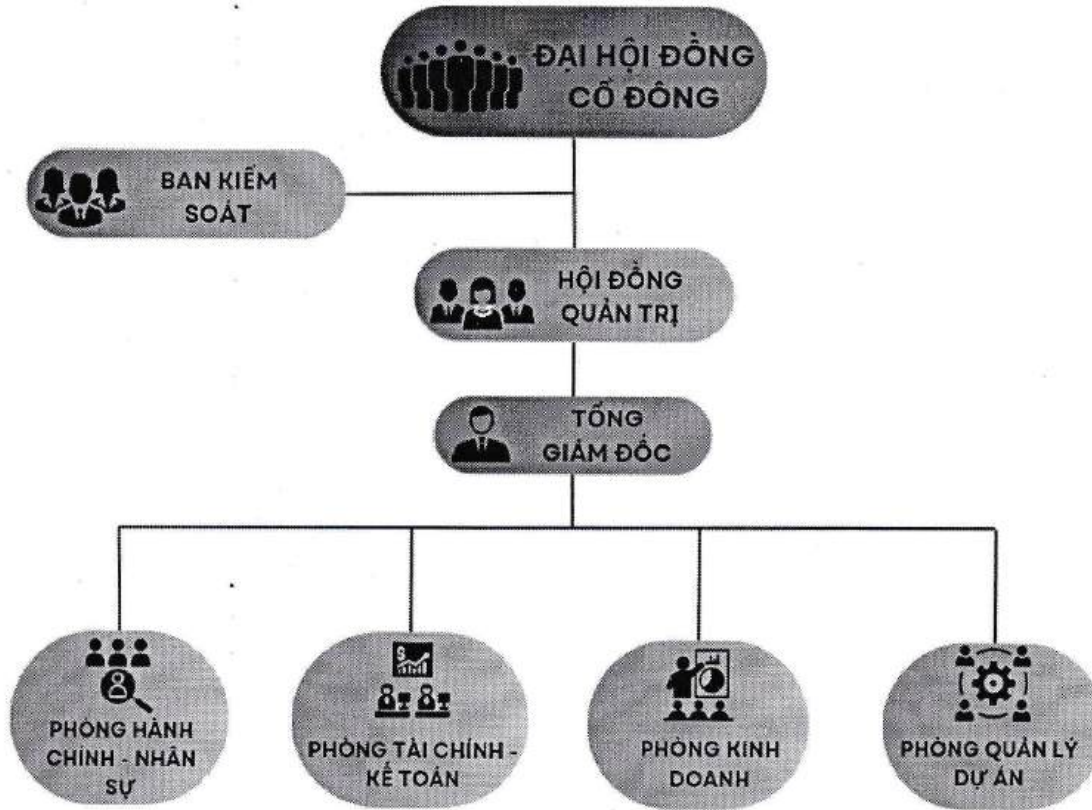 ĐẠI HỘI ĐỒNG
CỔ ĐÔNG
BAN KIỂM
SOÁT
HỘI ĐỒNG
QUẢN TRỊ
TỔNG
GIÁM ĐỐC
PHÒNG HÀNH
CHÍNH - NHÂN
SỰ
PHÒNG TÀI CHÍNH -
KẾ TOÁN
PHÒNG KINH
DOANH
PHÒNG QUẢN LÝ
DỰ ÁN